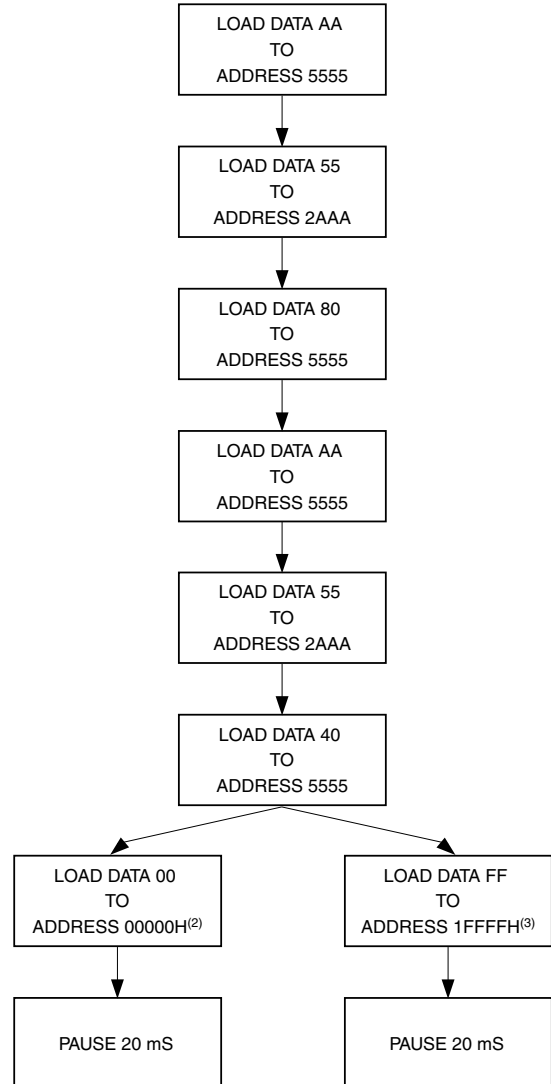 LOAD DATA AA
TO
ADDRESS 5555
LOAD DATA 55
TO
ADDRESS 2AAA
LOAD DATA 80
TO
ADDRESS 5555
LOAD DATA AA
TO
ADDRESS 5555
LOAD DATA 55
TO
ADDRESS 2AAA
LOAD DATA 40
TO
ADDRESS 5555
LOAD DATA 00
TO
ADDRESS 00000H(2)
LOAD DATA FF
TO
ADDRESS 1FFFFH(3)
PAUSE 20 mS
PAUSE 20 mS